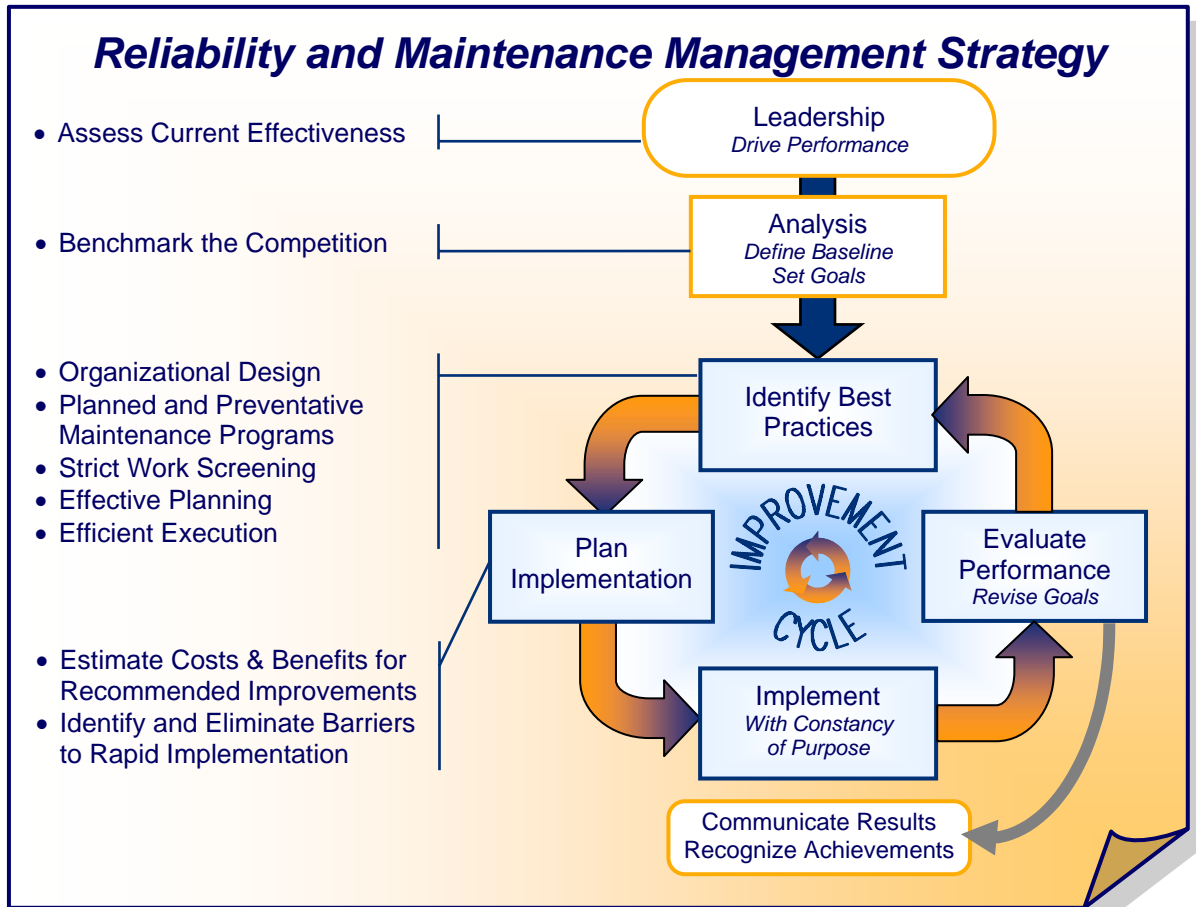 Reliability and Maintenance Management Strategy
• Assess Current Effectiveness
Leadership
Drive Performance
• Benchmark the Competition
Analysis
Define Baseline
Set Goals
• Organizational Design
• Planned and Preventative
Maintenance Programs
• Strict Work Screening
• Effective Planning
• Efficient Execution
Identify Best
Practices
Plan
Implementation
IMPROVEMENT
CYCLE
Evaluate
Performance
Revise Goals
• Estimate Costs & Benefits for
Recommended Improvements
• Identify and Eliminate Barriers
to Rapid Implementation
Implement
With Constancy
of Purpose
Communicate Results
Recognize Achievements